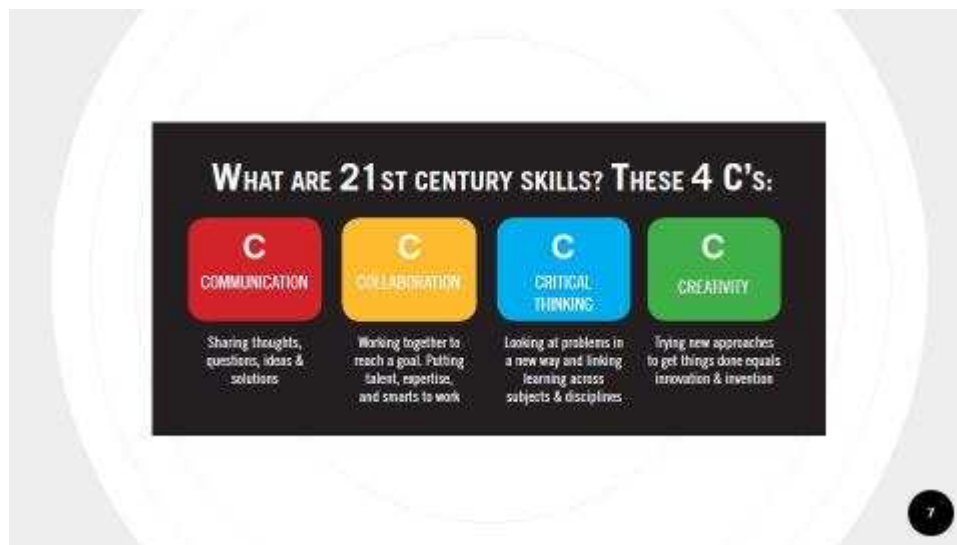 WHAT ARE 21ST CENTURY SKILLS? THESE 4 C'S:
C
COMMUNICATION
Sharing thoughts,
questions, ideas &
solutions
C
COLLABORATION
Working together to
reach a goal. Putting
talent, expertise,
and smarts to work
C
CRITICAL
THINKING
Looking at problems in
a new way and linking
learning across
subjects & disciplines
C
CREATIVITY
Trying new approaches
to get things done equals
innovation & invention
7